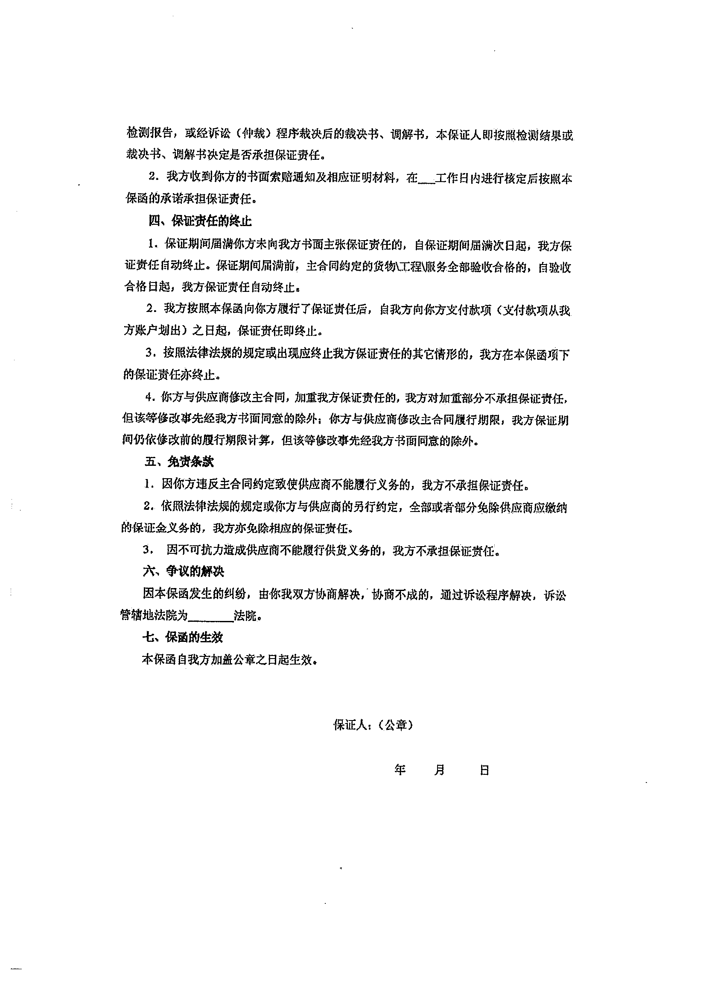 检测报告，或经诉讼（仲裁）程序裁决后的裁决书、调解书，本保证人即按照检测结果或
裁决书、调解书决定是否承担保证责任。
2．我方收到你方的书面索赔通知及相应证明材料，在___工作日内进行核定后按照本
保函的承诺承担保证责任。
四、保证责任的终止
1．保证期间届满你方未向我方书面主张保证责任的，自保证期间届满次日起，我方保
证责任自动终止。保证期间届满前，主合同约定的货物\工程\服务全部验收合格的，自验收
合格日起，我方保证责任自动终止。
2．我方按照本保函向你方履行了保证责任后，自我方向你方支付款项（支付款项从我
方账户划出）之日起，保证责任即终止。
3．按照法律法规的规定或出现应终止我方保证责任的其它情形的，我方在本保函项下
的保证责任亦终止。
4．你方与供应商修改主合同，加重我方保证责任的，我方对加重部分不承担保证责任，
但该等修改事先经我方书面同意的除外；你方与供应商修改主合同履行期限，我方保证期
间仍依修改前的履行期限计算，但该等修改事先经我方书面同意的除外。
五、免责条款
1．因你方违反主合同约定致使供应商不能履行义务的，我方不承担保证责任。
2．依照法律法规的规定或你方与供应商的另行约定，全部或者部分免除供应商应缴纳
的保证金义务的，我方亦免除相应的保证责任。
3． 因不可抗力造成供应商不能履行供货义务的，我方不承担保证责任。
六、争议的解决
因本保函发生的纠纷，由你我双方协商解决，协商不成的，通过诉讼程序解决，诉讼
管辖地法院为________法院。
七、保函的生效
本保函自我方加盖公章之日起生效。
保证人：（公章）
年 月 日